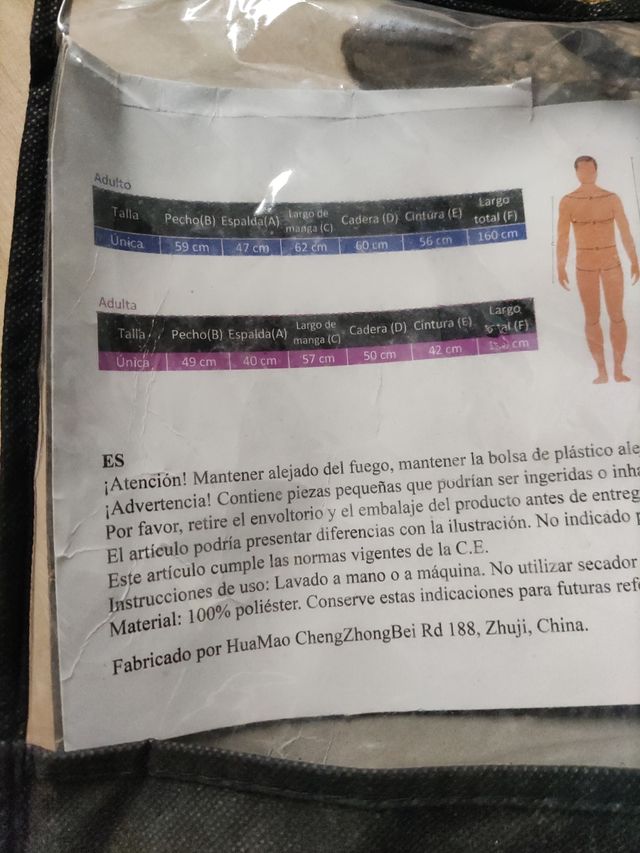 Adulto
Talla Pecho(B) Espalda(A) Largo de manga (C) Cadera (D) Cintura (E) Largo total (F)
Única 59 cm 47 cm 62 cm 60 cm 56 cm 160 cm
Adulta
Talla Pecho(B) Espalda(A) Largo de manga (C) Cadera (D) Cintura (E) Largo (F)
Única 49 cm 40 cm 57 cm 50 cm 42 cm cm
ES
¡Atención! Mantener alejado del fuego, mantener la bolsa de plástico
¡Advertencia! Contiene piezas pequeñas que podrían ser ingeridas o
Por favor, retire el envoltorio y el embalaje del producto antes de
El artículo podría presentar diferencias con la ilustración. No indicado
Este artículo cumple las normas vigentes de la C.E.
Instrucciones de uso: Lavado a mano o a máquina. No utilizar secador
Material: 100% poliéster. Conserve estas indicaciones para futuras
Fabricado por HuaMao ChengZhongBei Rd 188, Zhuji, China.